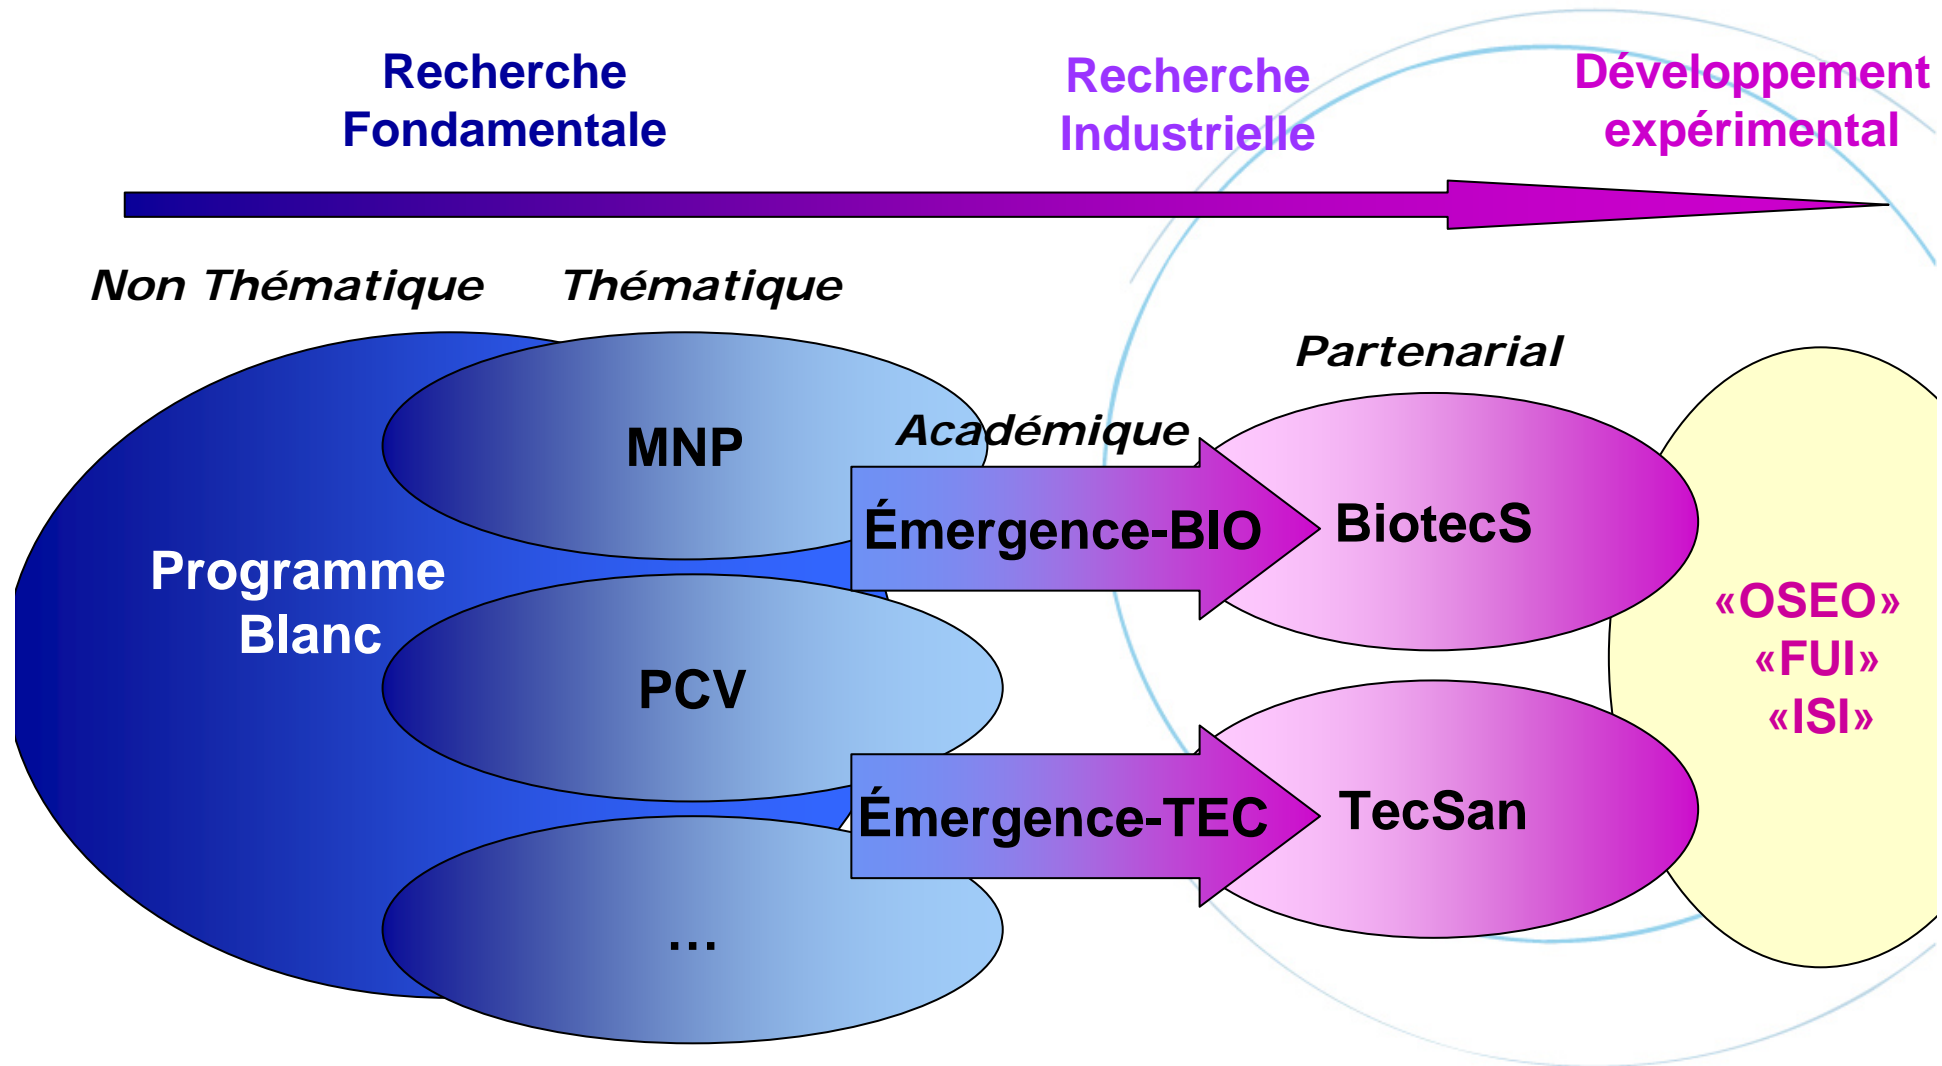 Recherche
Fondamentale
Recherche
Industrielle
Développement
expérimental
Non Thématique
Thématique
Partenarial
Académique
MNP
Émergence-BIO
BiotecS
Programme
Blanc
PCV
«OSEO»
«FUI»
«ISI»
Émergence-TEC
TecSan
...